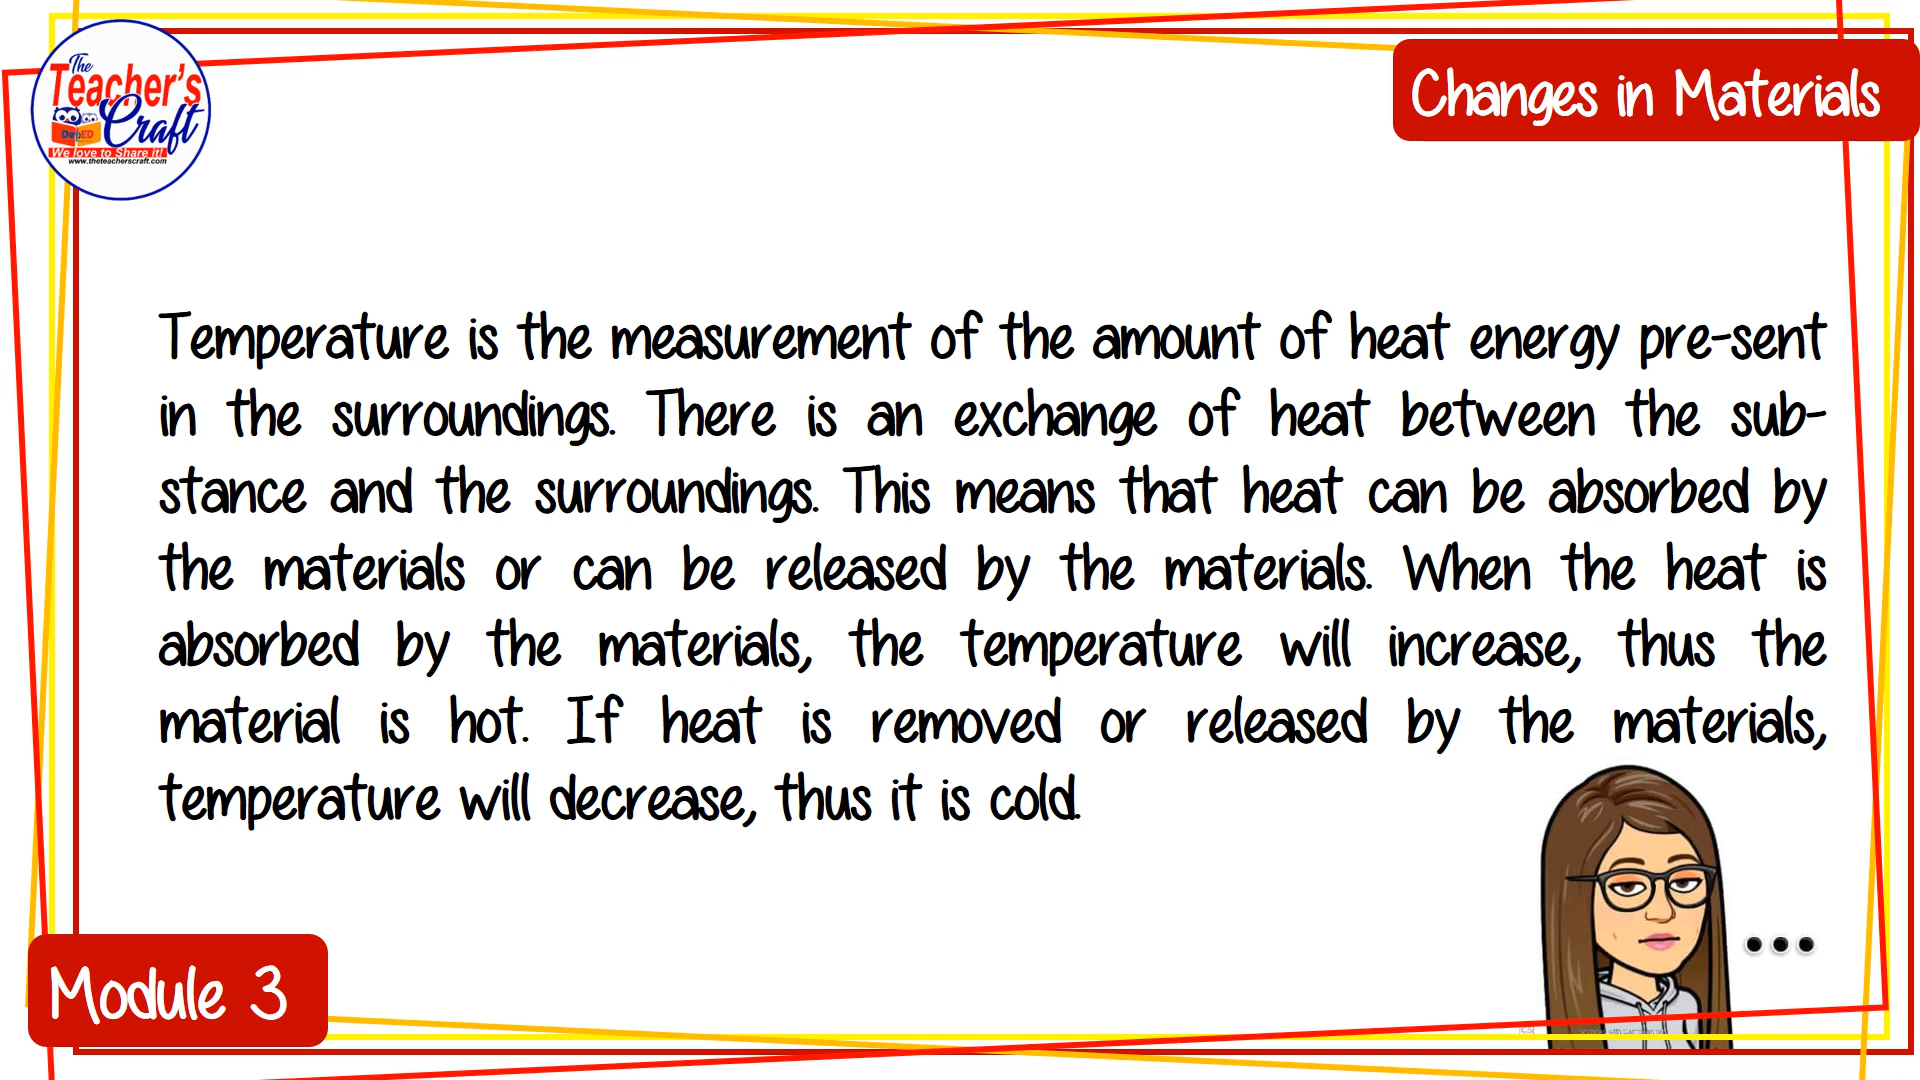 The
Teacher's
Craft
DepED
We love to Share it!
www.theteacherscraft.com
Changes in Materials
Temperature is the measurement of the amount of heat energy pre-sent
in the surroundings. There is an exchange of heat between the sub-
stance and the surroundings. This means that heat can be absorbed by
the materials or can be released by the materials. When the heat is
absorbed by the materials, the temperature will increase, thus the
material is hot. If heat is removed or released by the materials,
temperature will decrease, thus it is cold.
Module 3